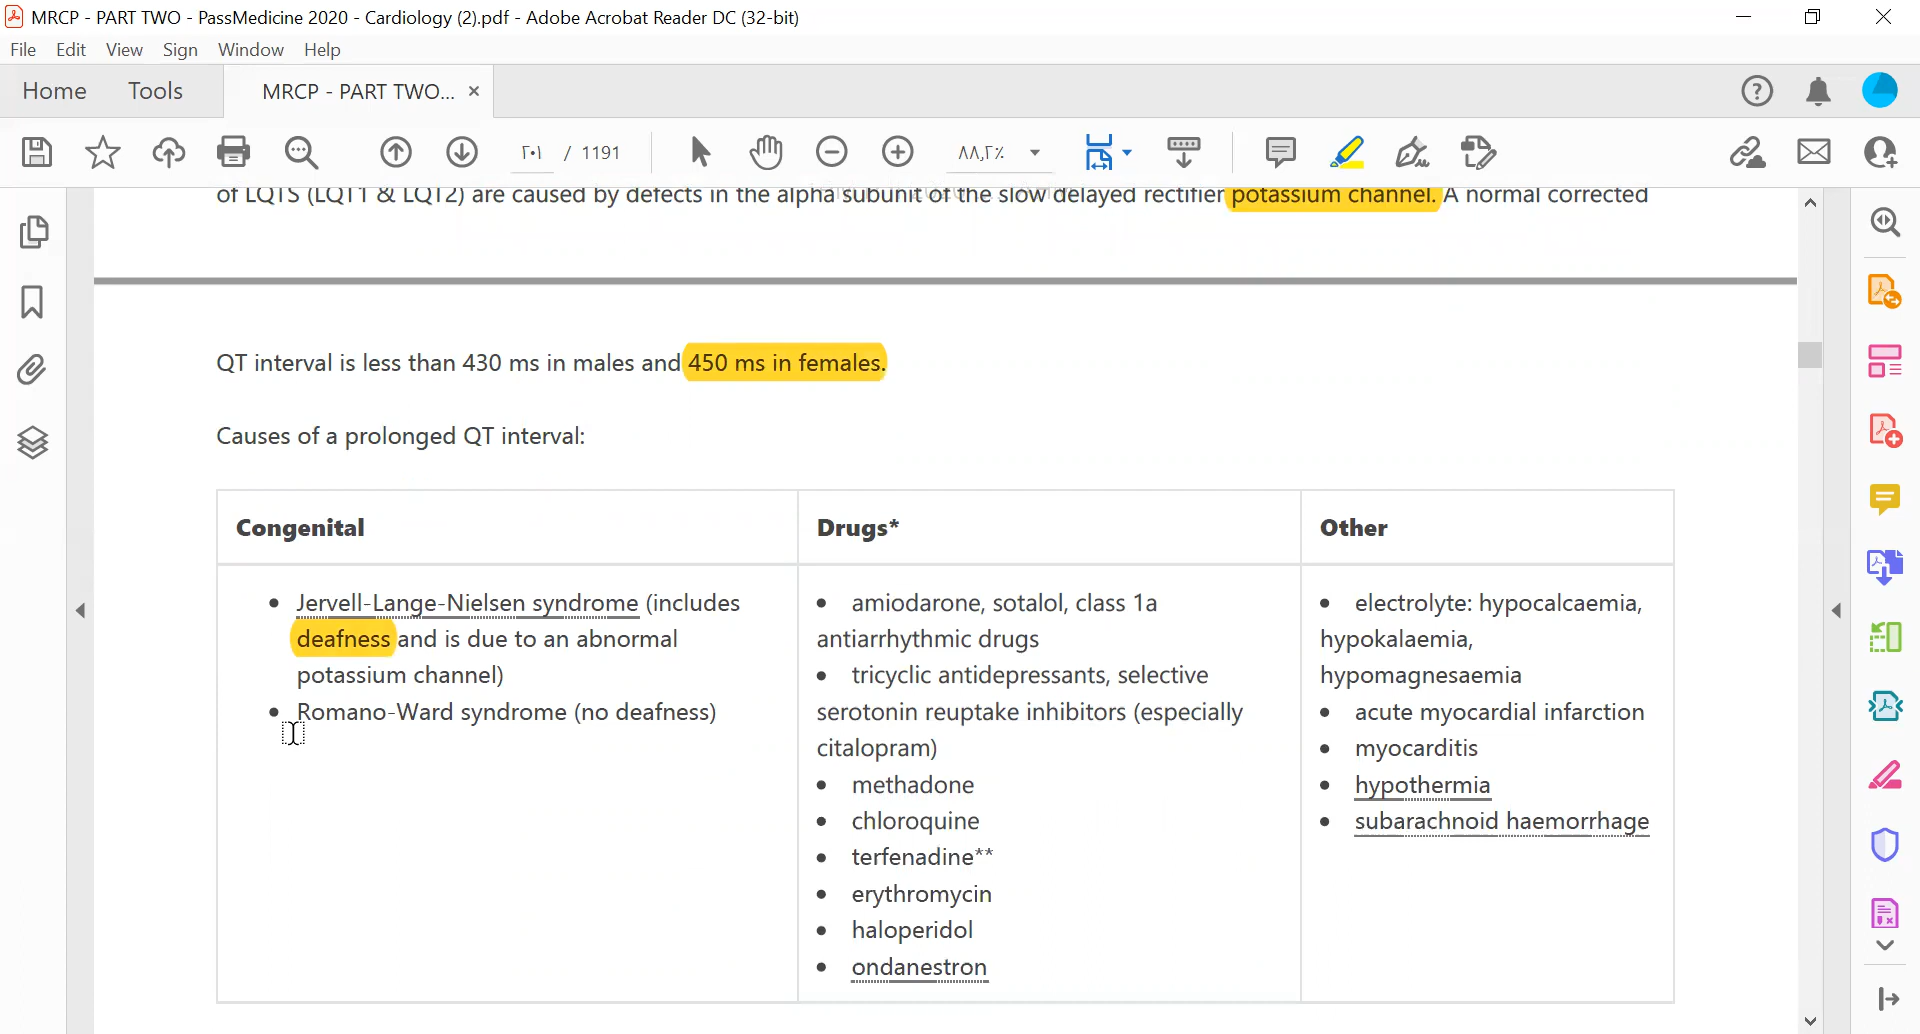 MRCP - PART TWO - PassMedicine 2020 - Cardiology (2).pdf - Adobe Acrobat Reader DC (32-bit)
File Edit View Sign Window Help
Home Tools MRCP - PART TWO... ×
٢٠١ / 1191 ٨٨,٢٪
of LQTS (LQT1 & LQT2) are caused by defects in the alpha subunit of the slow delayed rectifier potassium channel. A normal corrected
QT interval is less than 430 ms in males and 450 ms in females.
Causes of a prolonged QT interval:
Congenital
• Jervell-Lange-Nielsen syndrome (includes
deafness and is due to an abnormal
potassium channel)
• Romano-Ward syndrome (no deafness)
Drugs*
• amiodarone, sotalol, class 1a
antiarrhythmic drugs
• tricyclic antidepressants, selective
serotonin reuptake inhibitors (especially
citalopram)
• methadone
• chloroquine
• terfenadine**
• erythromycin
• haloperidol
• ondanestron
Other
• electrolyte: hypocalcaemia,
hypokalaemia,
hypomagnesaemia
• acute myocardial infarction
• myocarditis
• hypothermia
• subarachnoid haemorrhage